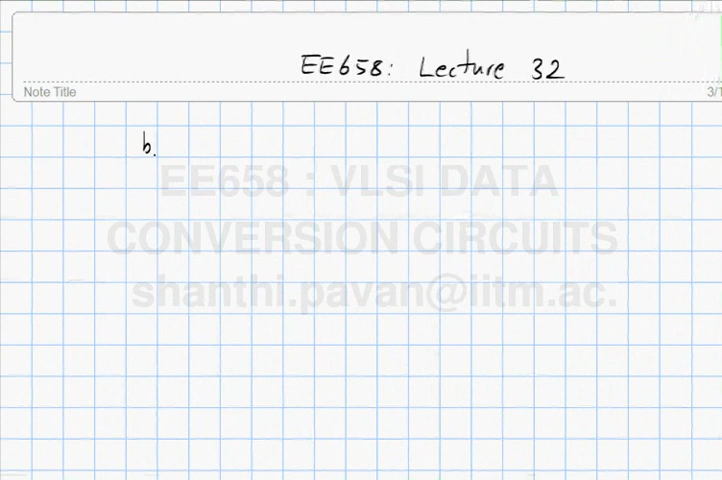 EE658: Lecture 32
Note Title
3/1
b.
EE658 : VLSI DATA
CONVERSION CIRCUITS
shanthi.pavan@iitm.ac.